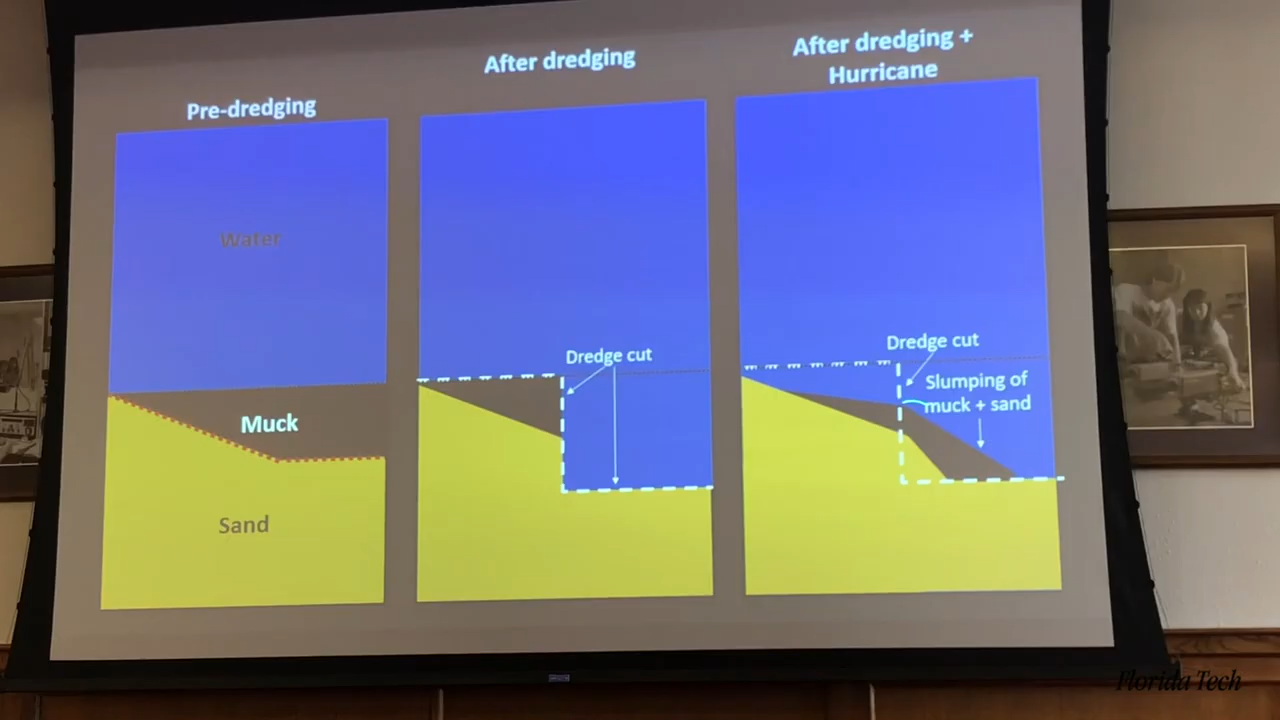 Pre-dredging
Water
Muck
Sand
After dredging
Dredge cut
After dredging +
Hurricane
Dredge cut
Slumping of
muck + sand
Florida Tech